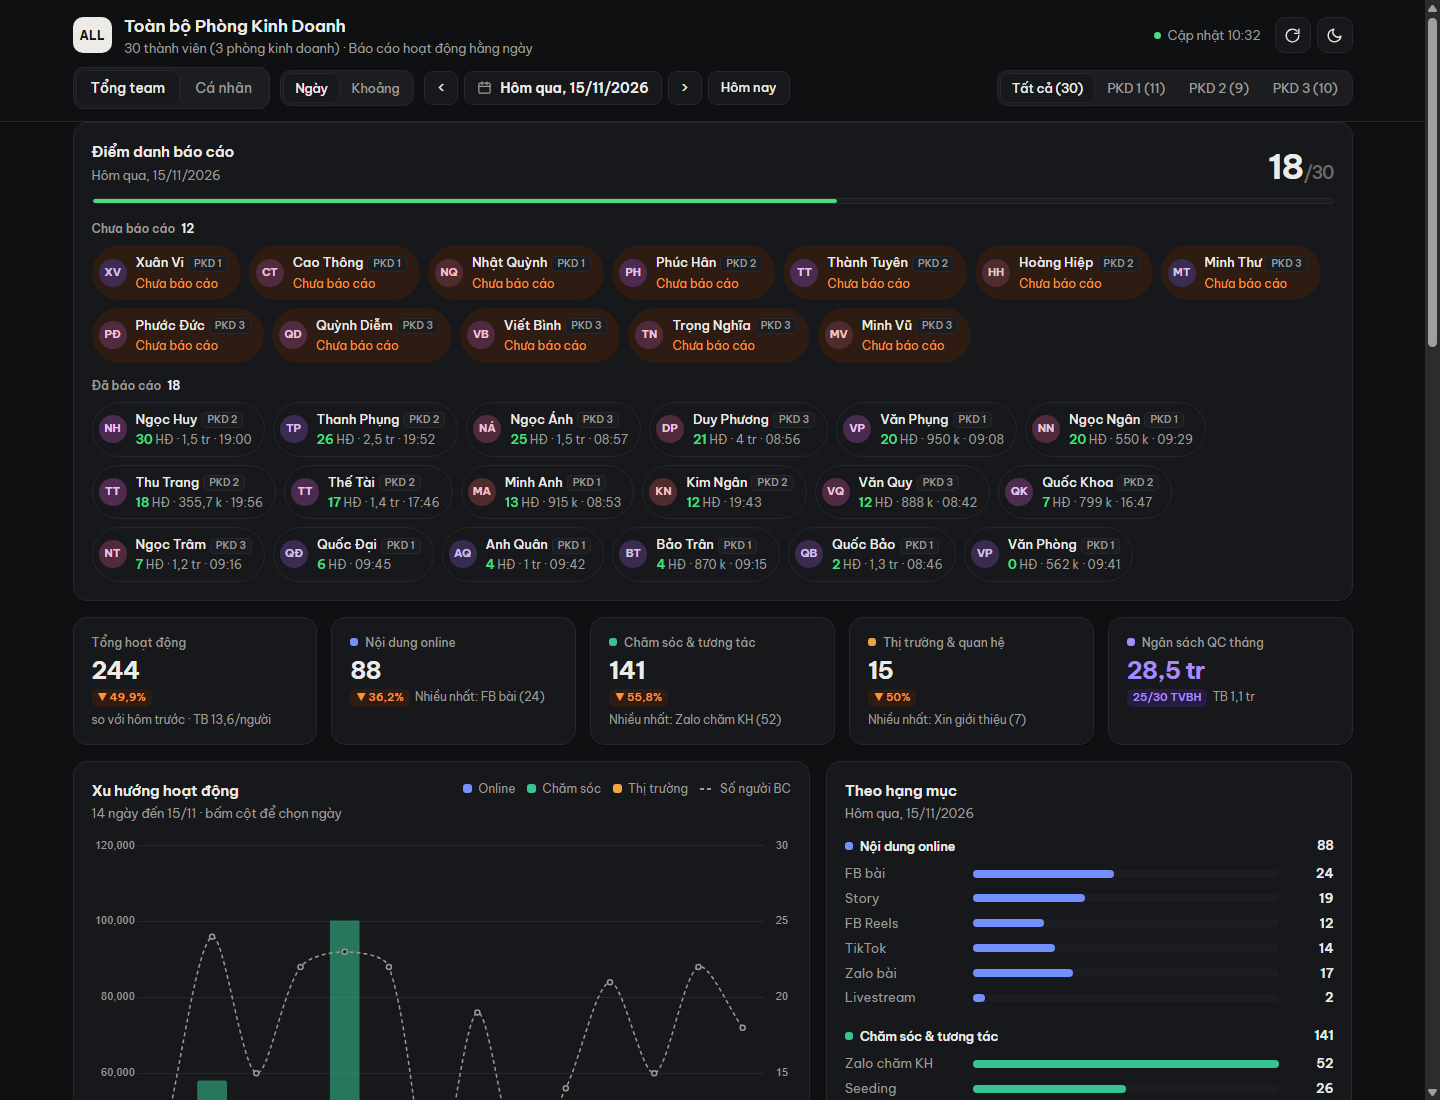 ALL
Toàn bộ Phòng Kinh Doanh
30 thành viên (3 phòng kinh doanh) · Báo cáo hoạt động hằng ngày
Cập nhật 10:32
Tổng team Cá nhân Ngày Khoảng ‹ Hôm qua, 15/11/2026 › Hôm nay Tất cả (30) PKD 1 (11) PKD 2 (9) PKD 3 (10)
Điểm danh báo cáo
Hôm qua, 15/11/2026
18/30
Chưa báo cáo 12
XV Xuân Vi PKD 1 Chưa báo cáo
CT Cao Thông PKD 1 Chưa báo cáo
NQ Nhật Quỳnh PKD 1 Chưa báo cáo
PH Phúc Hân PKD 2 Chưa báo cáo
TT Thành Tuyên PKD 2 Chưa báo cáo
HH Hoàng Hiệp PKD 2 Chưa báo cáo
MT Minh Thư PKD 3 Chưa báo cáo
PĐ Phước Đức PKD 3 Chưa báo cáo
QD Quỳnh Diễm PKD 3 Chưa báo cáo
VB Viết Bình PKD 3 Chưa báo cáo
TN Trọng Nghĩa PKD 3 Chưa báo cáo
MV Minh Vũ PKD 3 Chưa báo cáo
Đã báo cáo 18
NH Ngọc Huy PKD 2 30 HĐ · 1,5 tr · 19:00
TP Thanh Phụng PKD 2 26 HĐ · 2,5 tr · 19:52
NÁ Ngọc Ánh PKD 3 25 HĐ · 1,5 tr · 08:57
DP Duy Phương PKD 3 21 HĐ · 4 tr · 08:56
VP Văn Phụng PKD 1 20 HĐ · 950 k · 09:08
NN Ngọc Ngân PKD 1 20 HĐ · 550 k · 09:29
TT Thu Trang PKD 2 18 HĐ · 355,7 k · 19:56
TT Thế Tài PKD 2 17 HĐ · 1,4 tr · 17:46
MA Minh Anh PKD 1 13 HĐ · 915 k · 08:53
KN Kim Ngân PKD 2 12 HĐ · 19:43
VQ Văn Quy PKD 3 12 HĐ · 888 k · 08:42
QK Quốc Khoa PKD 2 7 HĐ · 799 k · 16:47
NT Ngọc Trâm PKD 3 7 HĐ · 1,2 tr · 09:16
QĐ Quốc Đại PKD 1 6 HĐ · 09:45
AQ Anh Quân PKD 1 4 HĐ · 1 tr · 09:42
BT Bảo Trân PKD 1 4 HĐ · 870 k · 09:15
QB Quốc Bảo PKD 1 2 HĐ · 1,3 tr · 08:46
VP Văn Phòng PKD 1 0 HĐ · 562 k · 09:41
Tổng hoạt động
244
▼ 49,9%
so với hôm trước · TB 13,6/người
Nội dung online
88
▼ 36,2% Nhiều nhất: FB bài (24)
Chăm sóc & tương tác
141
▼ 55,8%
Nhiều nhất: Zalo chăm KH (52)
Thị trường & quan hệ
15
▼ 50%
Nhiều nhất: Xin giới thiệu (7)
Ngân sách QC tháng
28,5 tr
25/30 TVBH TB 1,1 tr
Xu hướng hoạt động
14 ngày đến 15/11 · bấm cột để chọn ngày
Online Chăm sóc Thị trường Số người BC
120,000 30
100,000 25
80,000 20
60,000 15
Theo hạng mục
Hôm qua, 15/11/2026
Nội dung online 88
FB bài 24
Story 19
FB Reels 12
TikTok 14
Zalo bài 17
Livestream 2
Chăm sóc & tương tác 141
Zalo chăm KH 52
Seeding 26